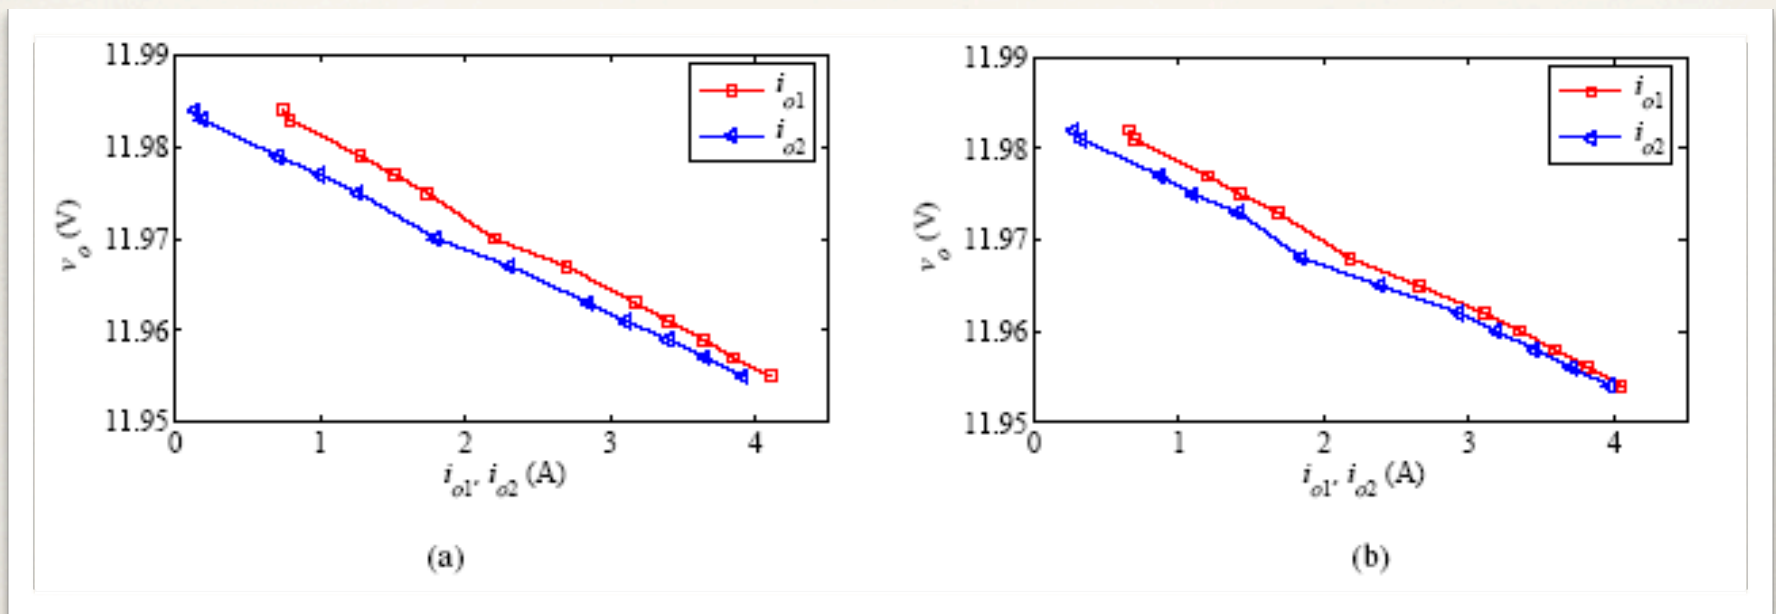 11.99
11.98
11.97
11.96
11.95
v_o (V)
0 1 2 3 4
i_o1, i_o2 (A)
i_o1
i_o2
(a)
11.99
11.98
11.97
11.96
11.95
v_o (V)
0 1 2 3 4
i_o1, i_o2 (A)
i_o1
i_o2
(b)